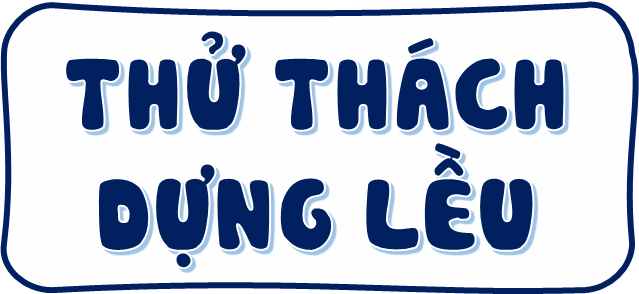 THỬ THÁCH
DỰNG LỀU